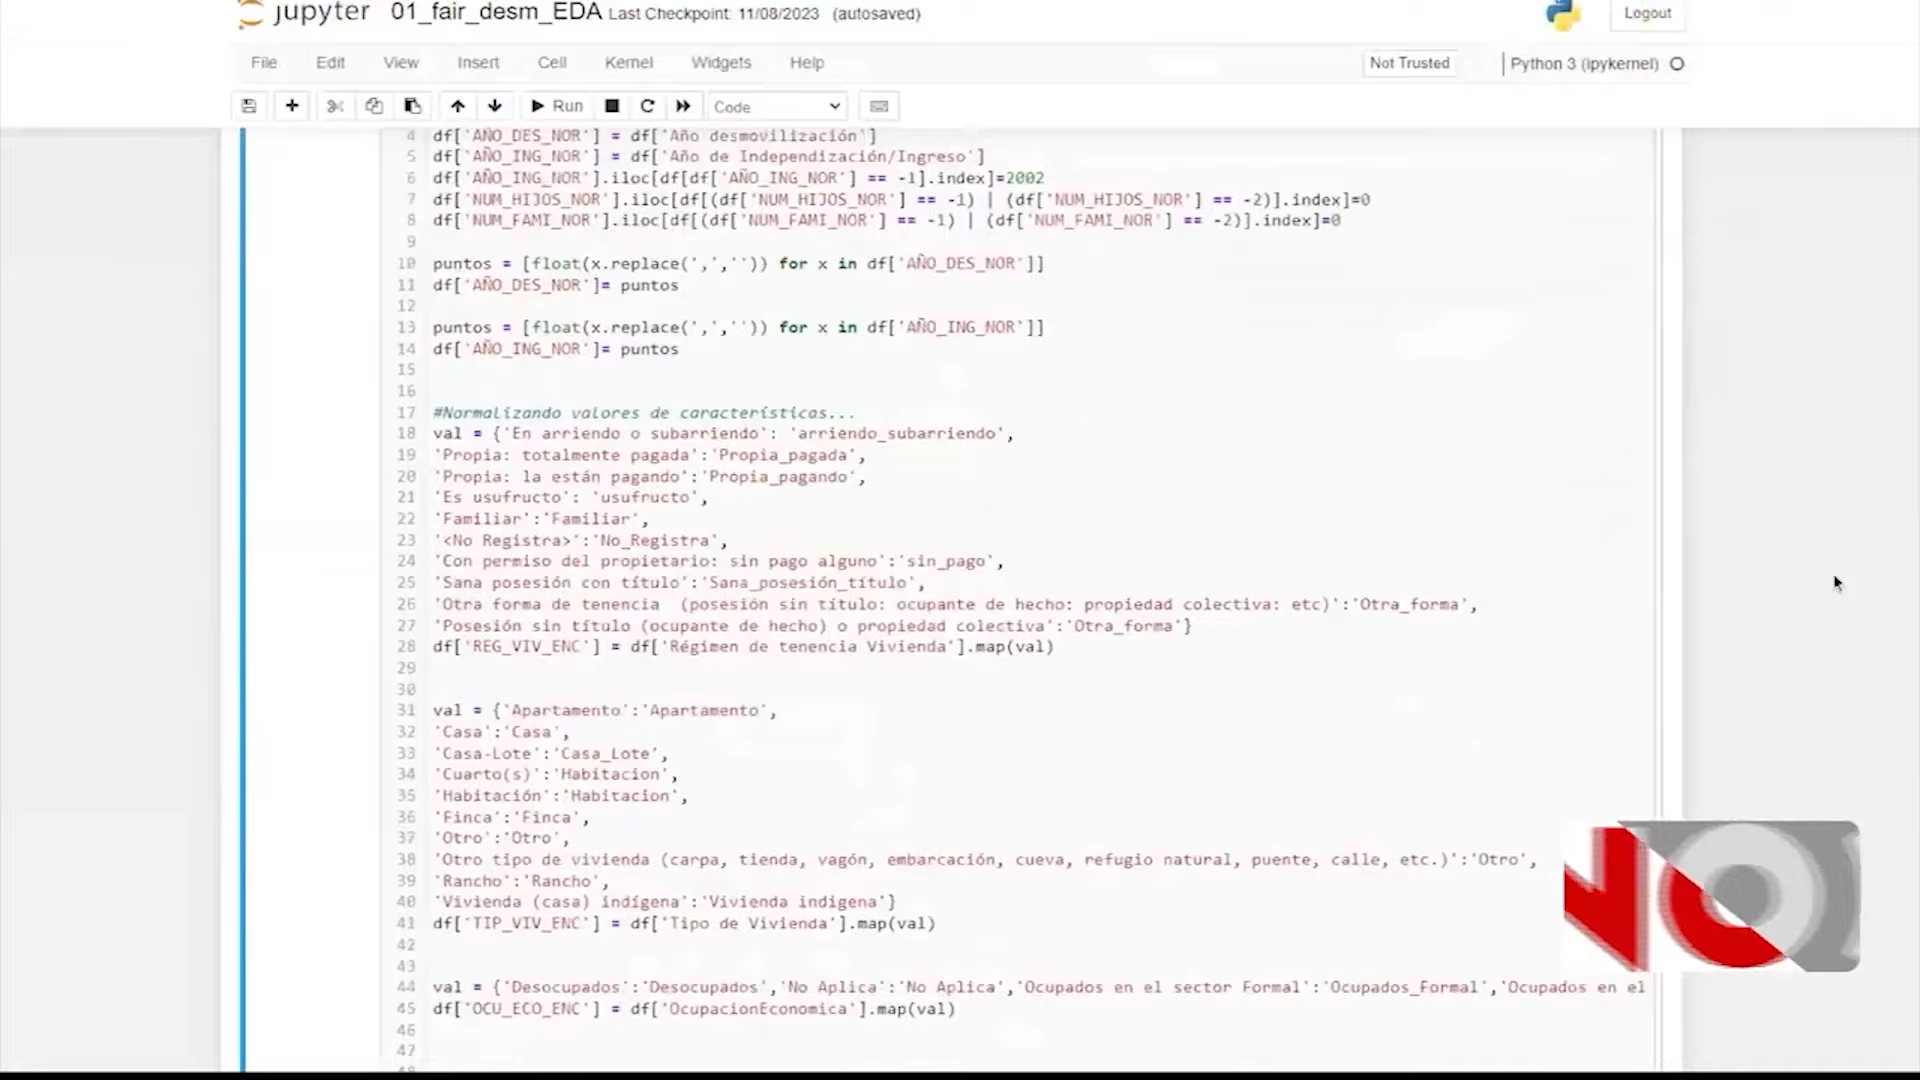 jupyter 01_fair_desm_EDA Last Checkpoint: 11/08/2023 (autosaved)
Logout
File Edit View Insert Cell Kernel Widgets Help
Not Trusted
Python 3 (ipykernel)
Run
Code
4 df['AÑO_DES_NOR'] = df['Año desmovilización']
5 df['AÑO_ING_NOR'] = df['Año de Independización/Ingreso']
6 df['AÑO_ING_NOR'].iloc[df[df['AÑO_ING_NOR'] == -1].index]=2002
7 df['NUM_HIJOS_NOR'].iloc[df[(df['NUM_HIJOS_NOR'] == -1) | (df['NUM_HIJOS_NOR'] == -2)].index]=0
8 df['NUM_FAMI_NOR'].iloc[df[(df['NUM_FAMI_NOR'] == -1) | (df['NUM_FAMI_NOR'] == -2)].index]=0
9
10 puntos = [float(x.replace(',','')) for x in df['AÑO_DES_NOR']]
11 df['AÑO_DES_NOR']= puntos
12
13 puntos = [float(x.replace(',','')) for x in df['AÑO_ING_NOR']]
14 df['AÑO_ING_NOR']= puntos
15
16
17 #Normalizando valores de características...
18 val = {'En arriendo o subarriendo': 'arriendo_subarriendo',
19 'Propia: totalmente pagada':'Propia_pagada',
20 'Propia: la están pagando':'Propia_pagando',
21 'Es usufructo': 'usufructo',
22 'Familiar':'Familiar',
23 '<No Registra>':'No_Registra',
24 'Con permiso del propietario: sin pago alguno':'sin_pago',
25 'Sana posesión con título':'Sana_posesión_título',
26 'Otra forma de tenencia  (posesión sin título: ocupante de hecho: propiedad colectiva: etc)':'Otra_forma',
27 'Posesión sin título (ocupante de hecho) o propiedad colectiva':'Otra_forma'}
28 df['REG_VIV_ENC'] = df['Régimen de tenencia Vivienda'].map(val)
29
30
31 val = {'Apartamento':'Apartamento',
32 'Casa':'Casa',
33 'Casa-Lote':'Casa_Lote',
34 'Cuarto(s)':'Habitacion',
35 'Habitación':'Habitacion',
36 'Finca':'Finca',
37 'Otro':'Otro',
38 'Otro tipo de vivienda (carpa, tienda, vagón, embarcación, cueva, refugio natural, puente, calle, etc.)':'Otro',
39 'Rancho':'Rancho',
40 'Vivienda (casa) indígena':'Vivienda indigena'}
41 df['TIP_VIV_ENC'] = df['Tipo de Vivienda'].map(val)
42
43
44 val = {'Desocupados':'Desocupados','No Aplica':'No Aplica','Ocupados en el sector Formal':'Ocupados_Formal','Ocupados en el
45 df['OCU_ECO_ENC'] = df['OcupacionEconomica'].map(val)
46
47